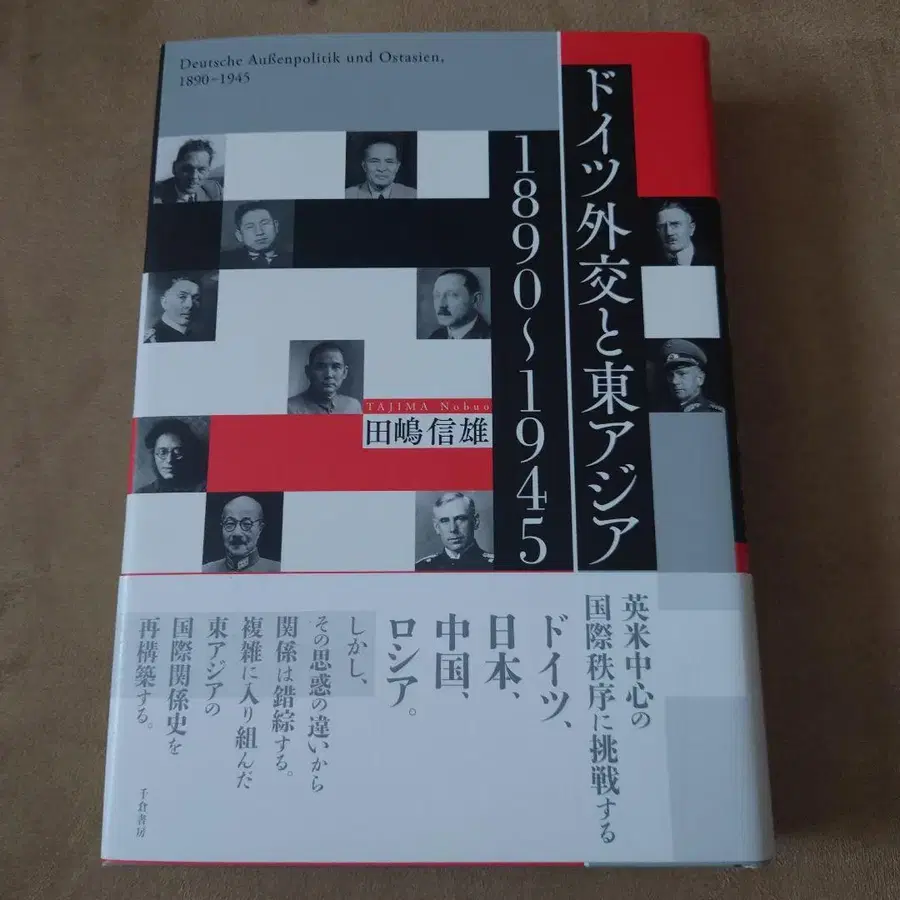 Deutsche Außenpolitik und Ostasien,
1890-1945
ドイツ外交と東アジア
1890〜1945
TAJIMA Nobuo
田嶋信雄
英米中心の
国際秩序に挑戦する
ドイツ、
日本、
中国、
ロシア。
しかし、
その思惑の違いから
関係は錯綜する。
複雑に入り組んだ
東アジアの
国際関係史を
再構築する。
千倉書房